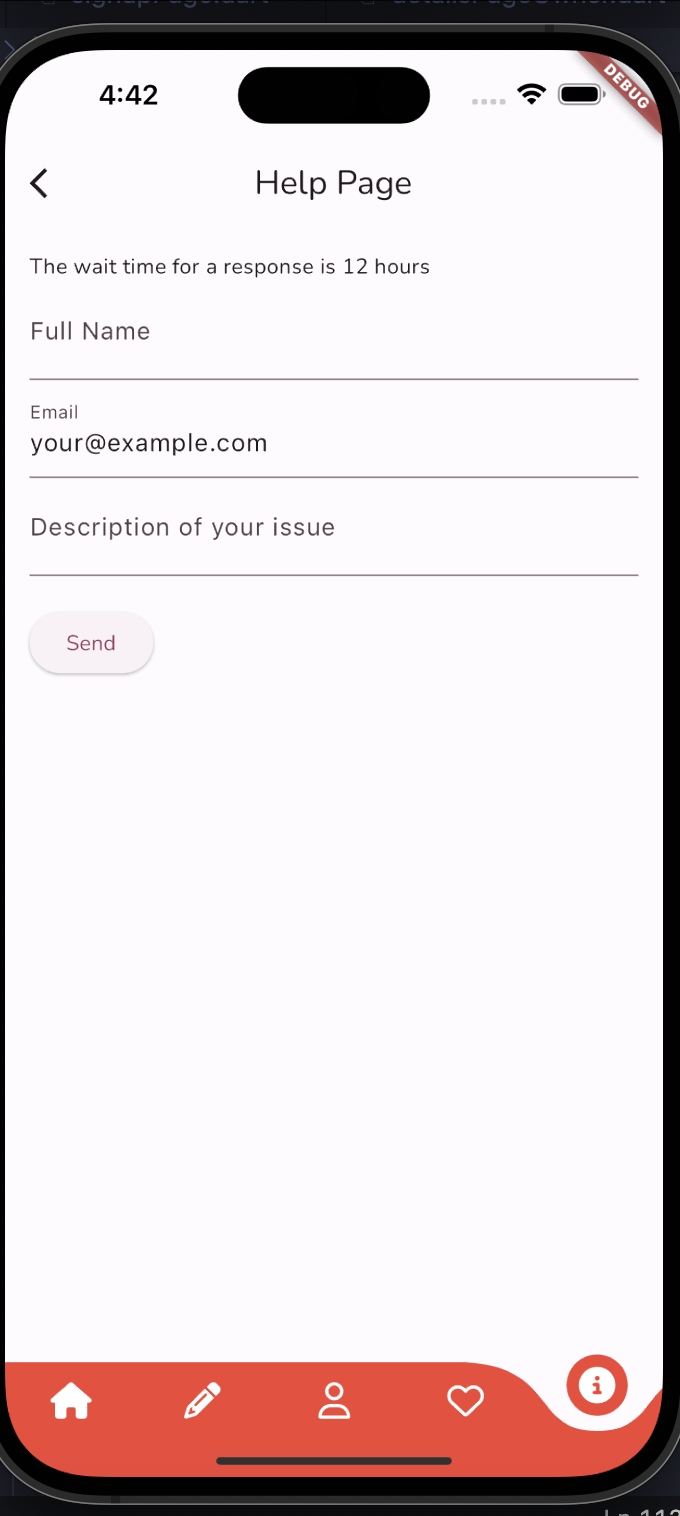 4:42
DEBUG
Help Page
The wait time for a response is 12 hours
Full Name
Email
your@example.com
Description of your issue
Send